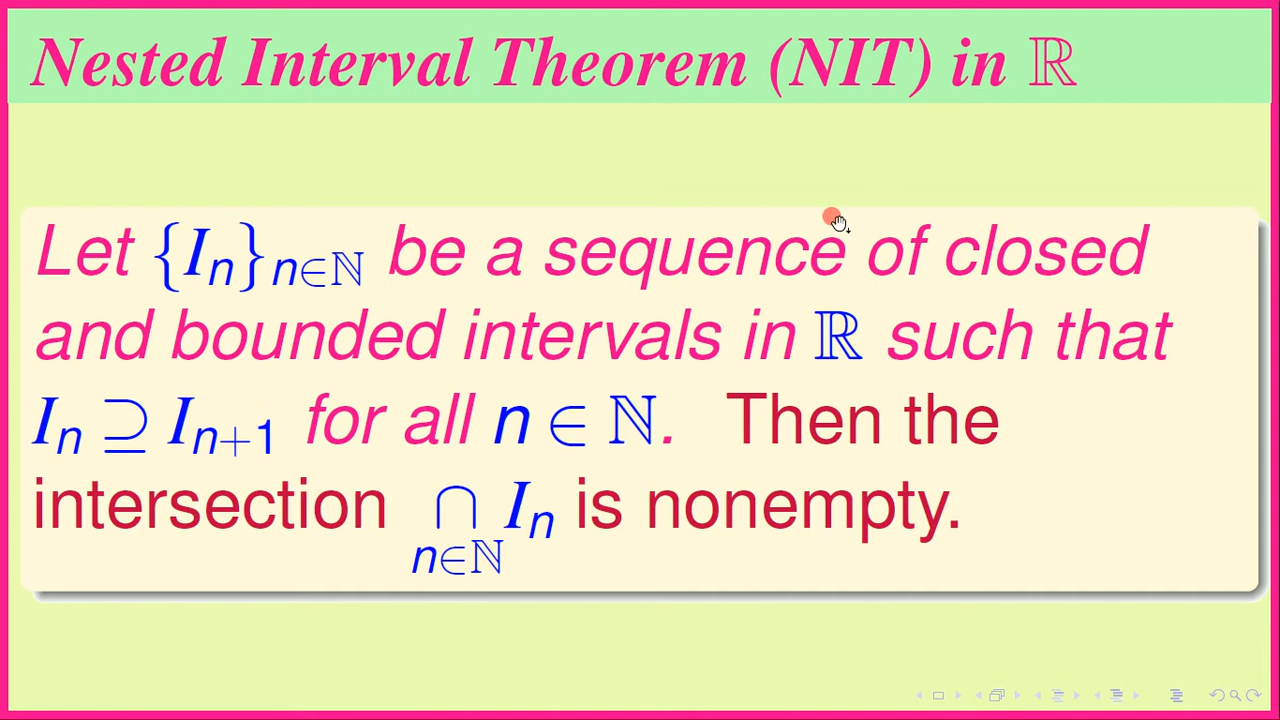 Nested Interval Theorem (NIT) in ℝ
Let {Iₙ}ₙ∈ℕ be a sequence of closed
and bounded intervals in ℝ such that
Iₙ ⊇ Iₙ₊₁ for all n ∈ ℕ. Then the
intersection ∩ Iₙ is nonempty.
n∈ℕ